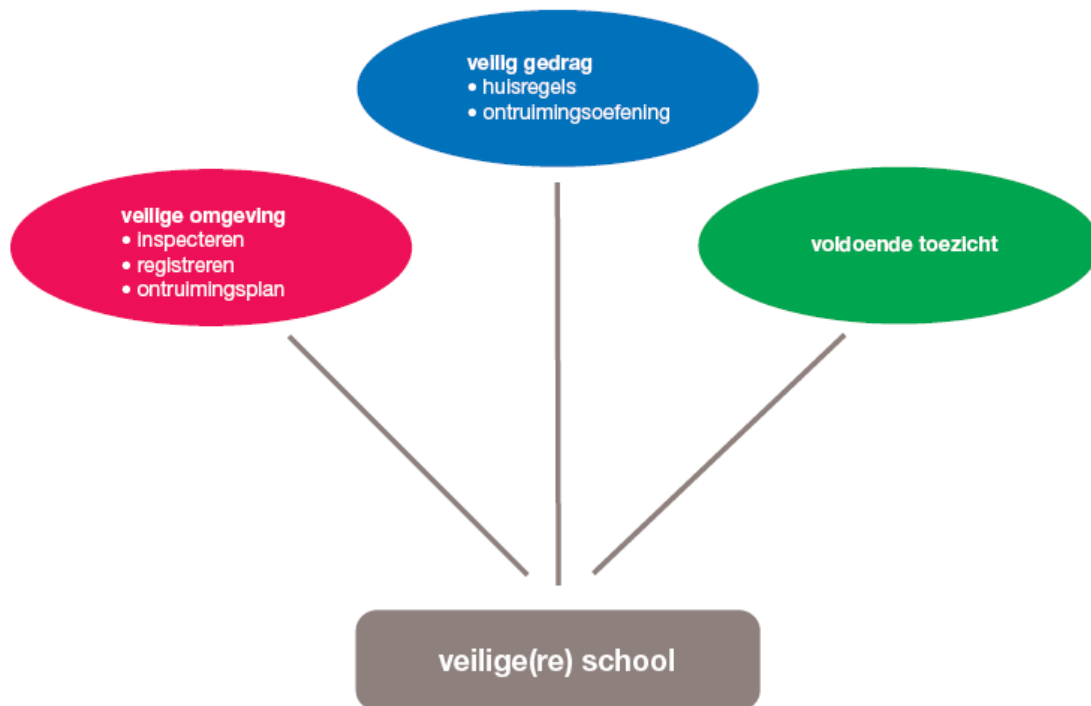 veilig gedrag
• huisregels
• ontruimingsoefening
veilige omgeving
• inspecteren
• registreren
• ontruimingsplan
voldoende toezicht
veilige(re) school